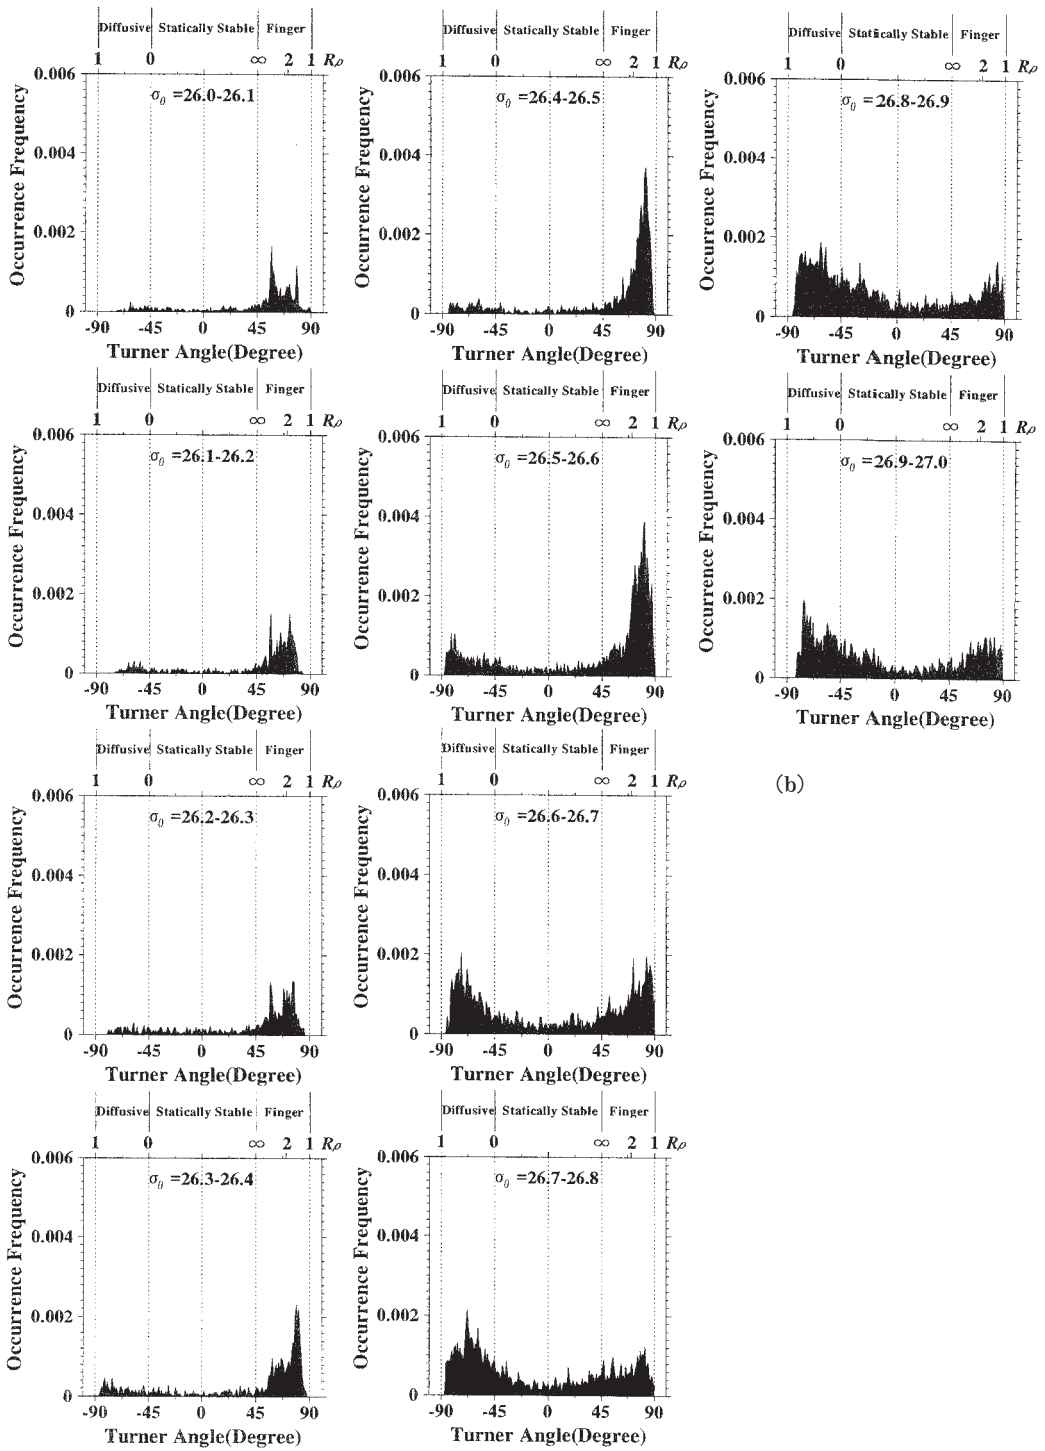 Diffusive Statically Stable Finger
1 0 ∞ 2 1 Rρ
0.006
σθ =26.0-26.1
0.004
0.002
0
Occurrence Frequency
-90 -45 0 45 90
Turner Angle(Degree)
Diffusive Statically Stable Finger
1 0 ∞ 2 1 Rρ
0.006
σθ =26.1-26.2
0.004
0.002
0
Occurrence Frequency
-90 -45 0 45 90
Turner Angle(Degree)
Diffusive Statically Stable Finger
1 0 ∞ 2 1 Rρ
0.006
σθ =26.2-26.3
0.004
0.002
0
Occurrence Frequency
-90 -45 0 45 90
Turner Angle(Degree)
Diffusive Statically Stable Finger
1 0 ∞ 2 1 Rρ
0.006
σθ =26.3-26.4
0.004
0.002
0
Occurrence Frequency
-90 -45 0 45 90
Turner Angle(Degree)
Diffusive Statically Stable Finger
1 0 ∞ 2 1 Rρ
0.006
σθ =26.4-26.5
0.004
0.002
0
Occurrence Frequency
-90 -45 0 45 90
Turner Angle(Degree)
Diffusive Statically Stable Finger
1 0 ∞ 2 1 Rρ
0.006
σθ =26.5-26.6
0.004
0.002
0
Occurrence Frequency
-90 -45 0 45 90
Turner Angle(Degree)
Diffusive Statically Stable Finger
1 0 ∞ 2 1 Rρ
0.006
σθ =26.6-26.7
0.004
0.002
0
Occurrence Frequency
-90 -45 0 45 90
Turner Angle(Degree)
Diffusive Statically Stable Finger
1 0 ∞ 2 1 Rρ
0.006
σθ =26.7-26.8
0.004
0.002
0
Occurrence Frequency
-90 -45 0 45 90
Turner Angle(Degree)
Diffusive Statically Stable Finger
1 0 ∞ 2 1 Rρ
0.006
σθ =26.8-26.9
0.004
0.002
0
Occurrence Frequency
-90 -45 0 45 90
Turner Angle(Degree)
Diffusive Statically Stable Finger
1 0 ∞ 2 1 Rρ
0.006
σθ =26.9-27.0
0.004
0.002
0
Occurrence Frequency
-90 -45 0 45 90
Turner Angle(Degree)
(b)